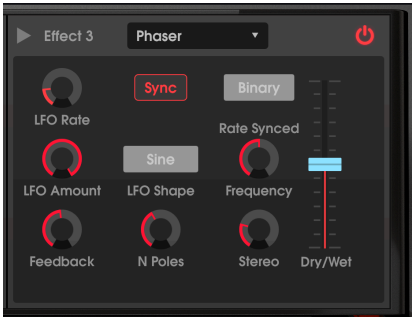 Effect 3
Phaser
Sync
Binary
LFO Rate
Rate Synced
Sine
LFO Amount
LFO Shape
Frequency
Feedback
N Poles
Stereo
Dry/Wet